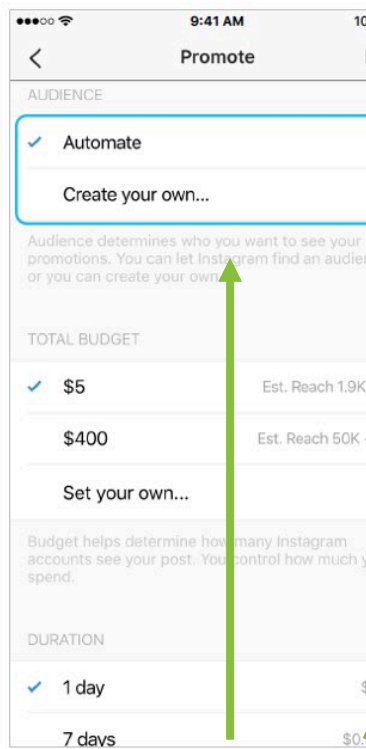 9:41 AM 10
Promote
AUDIENCE
Automate
Create your own...
Audience determines who you want to see your
promotions. You can let Instagram find an audien
or you can create your own
TOTAL BUDGET
$5 Est. Reach 1.9K
$400 Est. Reach 50K -
Set your own...
Budget helps determine how many Instagram
accounts see your post. You control how much y
spend.
DURATION
1 day $
7 days $0.